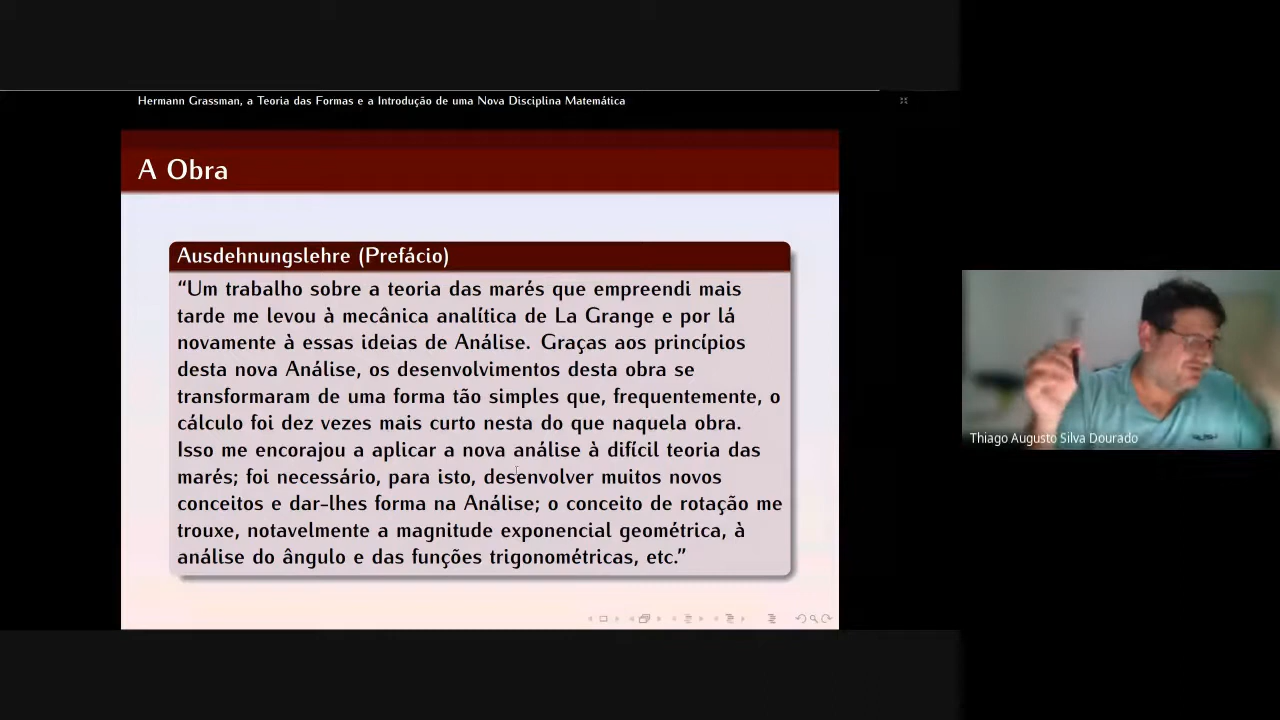 Hermann Grassman, a Teoria das Formas e a Introdução de uma Nova Disciplina Matemática
A Obra
Ausdehnungslehre (Prefácio)
“Um trabalho sobre a teoria das marés que empreendi mais
tarde me levou à mecânica analítica de La Grange e por lá
novamente à essas ideias de Análise. Graças aos princípios
desta nova Análise, os desenvolvimentos desta obra se
transformaram de uma forma tão simples que, frequentemente, o
cálculo foi dez vezes mais curto nesta do que naquela obra.
Isso me encorajou a aplicar a nova análise à difícil teoria das
marés; foi necessário, para isto, desenvolver muitos novos
conceitos e dar-lhes forma na Análise; o conceito de rotação me
trouxe, notavelmente a magnitude exponencial geométrica, à
análise do ângulo e das funções trigonométricas, etc.”
Thiago Augusto Silva Dourado